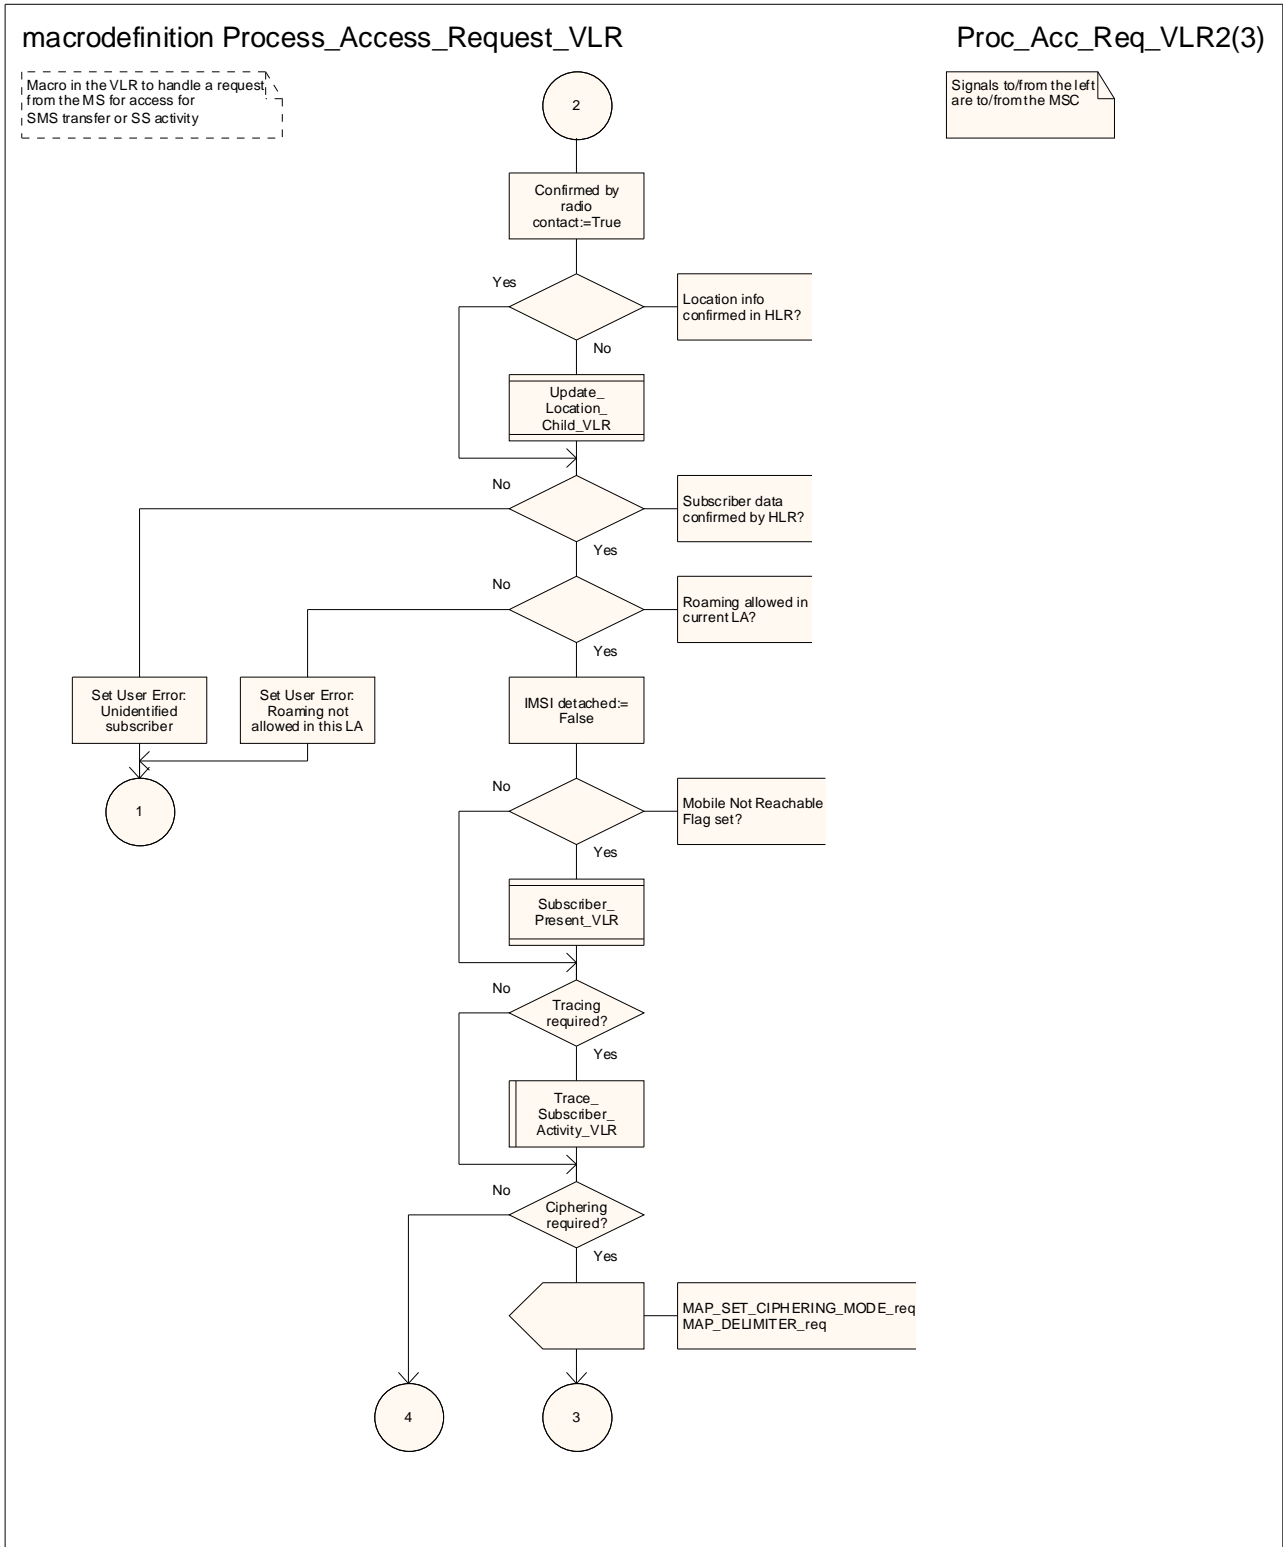 macrodefinition Process_Access_Request_VLR
Proc_Acc_Req_VLR2(3)
Macro in the VLR to handle a request
from the MS for access for
SMS transfer or SS activity
2
Signals to/from the left
are to/from the MSC
Confirmed by
radio
contact:=True
Yes
Location info
confirmed in HLR?
No
Update_
Location_
Child_VLR
No
Subscriber data
confirmed by HLR?
Yes
No
Roaming allowed in
current LA?
Yes
Set User Error:
Unidentified
subscriber
Set User Error:
Roaming not
allowed in this LA
IMSI detached:=
False
1
No
Mobile Not Reachable
Flag set?
Yes
Subscriber_
Present_VLR
No
Tracing
required?
Yes
Trace_
Subscriber_
Activity_VLR
No
Ciphering
required?
Yes
MAP_SET_CIPHERING_MODE_req
MAP_DELIMITER_req
4
3